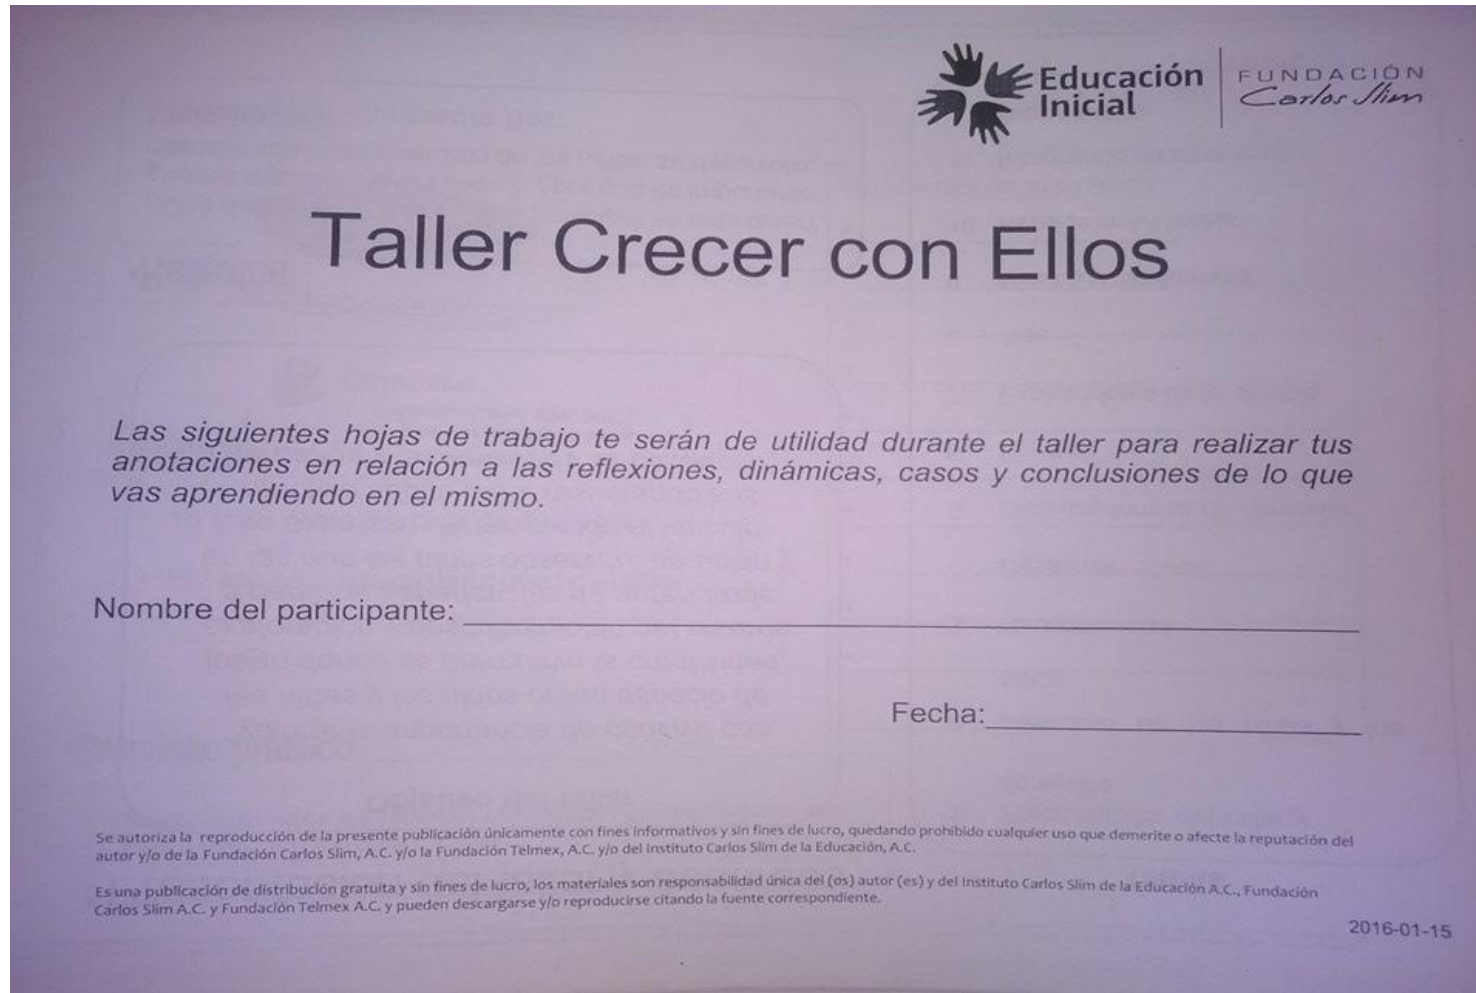 Educación
Inicial
FUNDACIÓN
Carlos Slim
Taller Crecer con Ellos
Las siguientes hojas de trabajo te serán de utilidad durante el taller para realizar tus
anotaciones en relación a las reflexiones, dinámicas, casos y conclusiones de lo que
vas aprendiendo en el mismo.
Nombre del participante:
Fecha:
Se autoriza la reproducción de la presente publicación únicamente con fines informativos y sin fines de lucro, quedando prohibido cualquier uso que demerite o afecte la reputación del
autor y/o de la Fundación Carlos Slim, A.C. y/o la Fundación Telmex, A.C. y/o del Instituto Carlos Slim de la Educación, A.C.
Es una publicación de distribución gratuita y sin fines de lucro, los materiales son responsabilidad única del (os) autor (es) y del Instituto Carlos Slim de la Educación A.C., Fundación
Carlos Slim A.C. y Fundación Telmex A.C. y pueden descargarse y/o reproducirse citando la fuente correspondiente.
2016-01-15